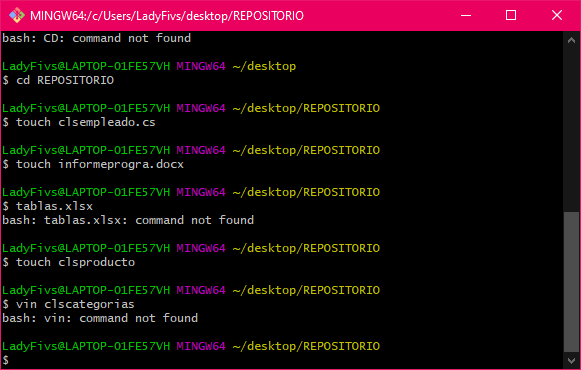 MINGW64:/c/Users/LadyFivs/desktop/REPOSITORIO
bash: CD: command not found
LadyFivs@LAPTOP-01FE57VH MINGW64 ~/desktop
$ cd REPOSITORIO
LadyFivs@LAPTOP-01FE57VH MINGW64 ~/desktop/REPOSITORIO
$ touch clsempleado.cs
LadyFivs@LAPTOP-01FE57VH MINGW64 ~/desktop/REPOSITORIO
$ touch informeprogra.docx
LadyFivs@LAPTOP-01FE57VH MINGW64 ~/desktop/REPOSITORIO
$ tablas.xlsx
bash: tablas.xlsx: command not found
LadyFivs@LAPTOP-01FE57VH MINGW64 ~/desktop/REPOSITORIO
$ touch clsproducto
LadyFivs@LAPTOP-01FE57VH MINGW64 ~/desktop/REPOSITORIO
$ vin clscategorias
bash: vin: command not found
LadyFivs@LAPTOP-01FE57VH MINGW64 ~/desktop/REPOSITORIO
$